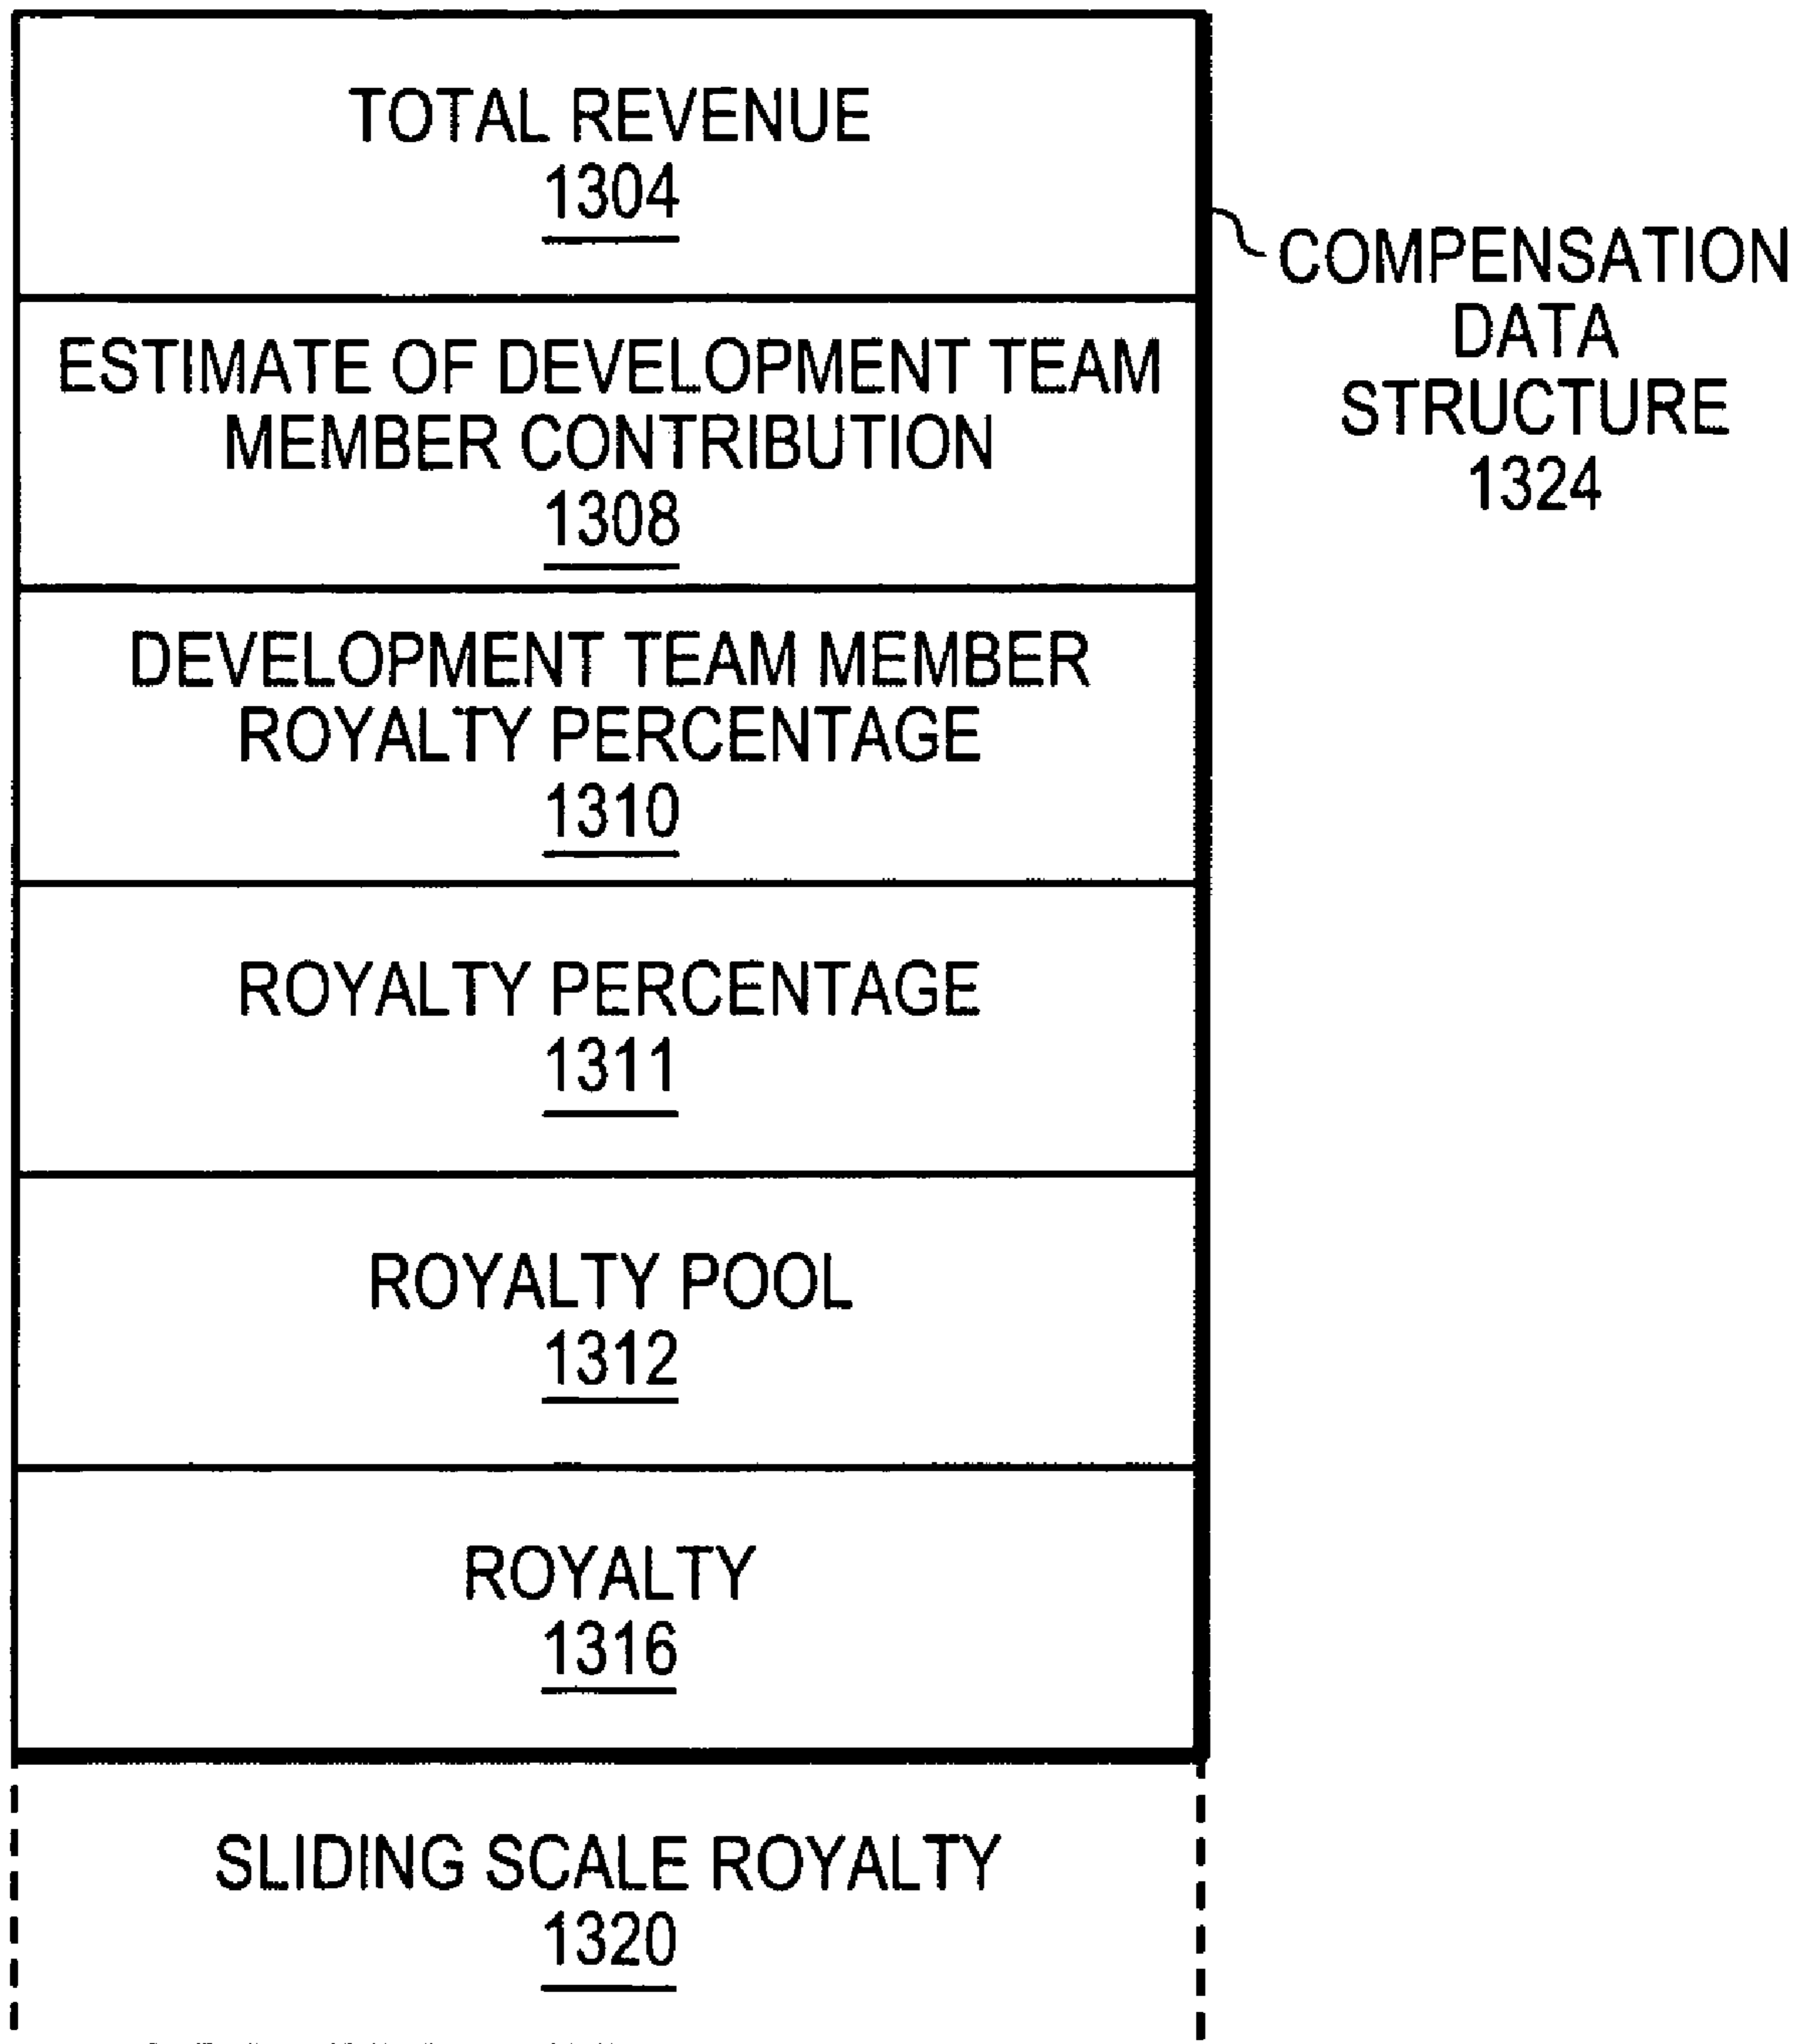 TOTAL REVENUE
1304
COMPENSATION
DATA
STRUCTURE
1324
ESTIMATE OF DEVELOPMENT TEAM
MEMBER CONTRIBUTION
1308
DEVELOPMENT TEAM MEMBER
ROYALTY PERCENTAGE
1310
ROYALTY PERCENTAGE
1311
ROYALTY POOL
1312
ROYALTY
1316
SLIDING SCALE ROYALTY
1320